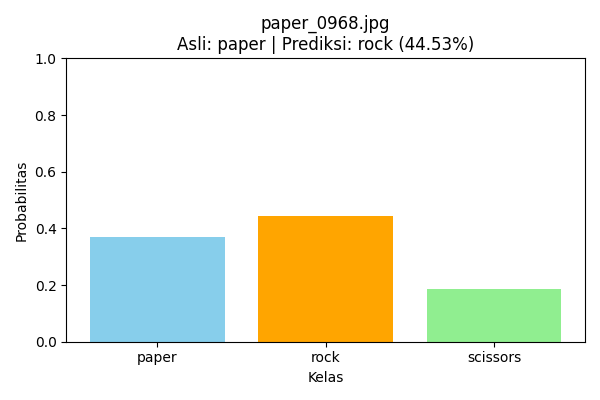 paper_0968.jpg
Asli: paper | Prediksi: rock (44.53%)
1.0
0.8
0.6
0.4
0.2
0.0
Probabilitas
paper rock scissors
Kelas